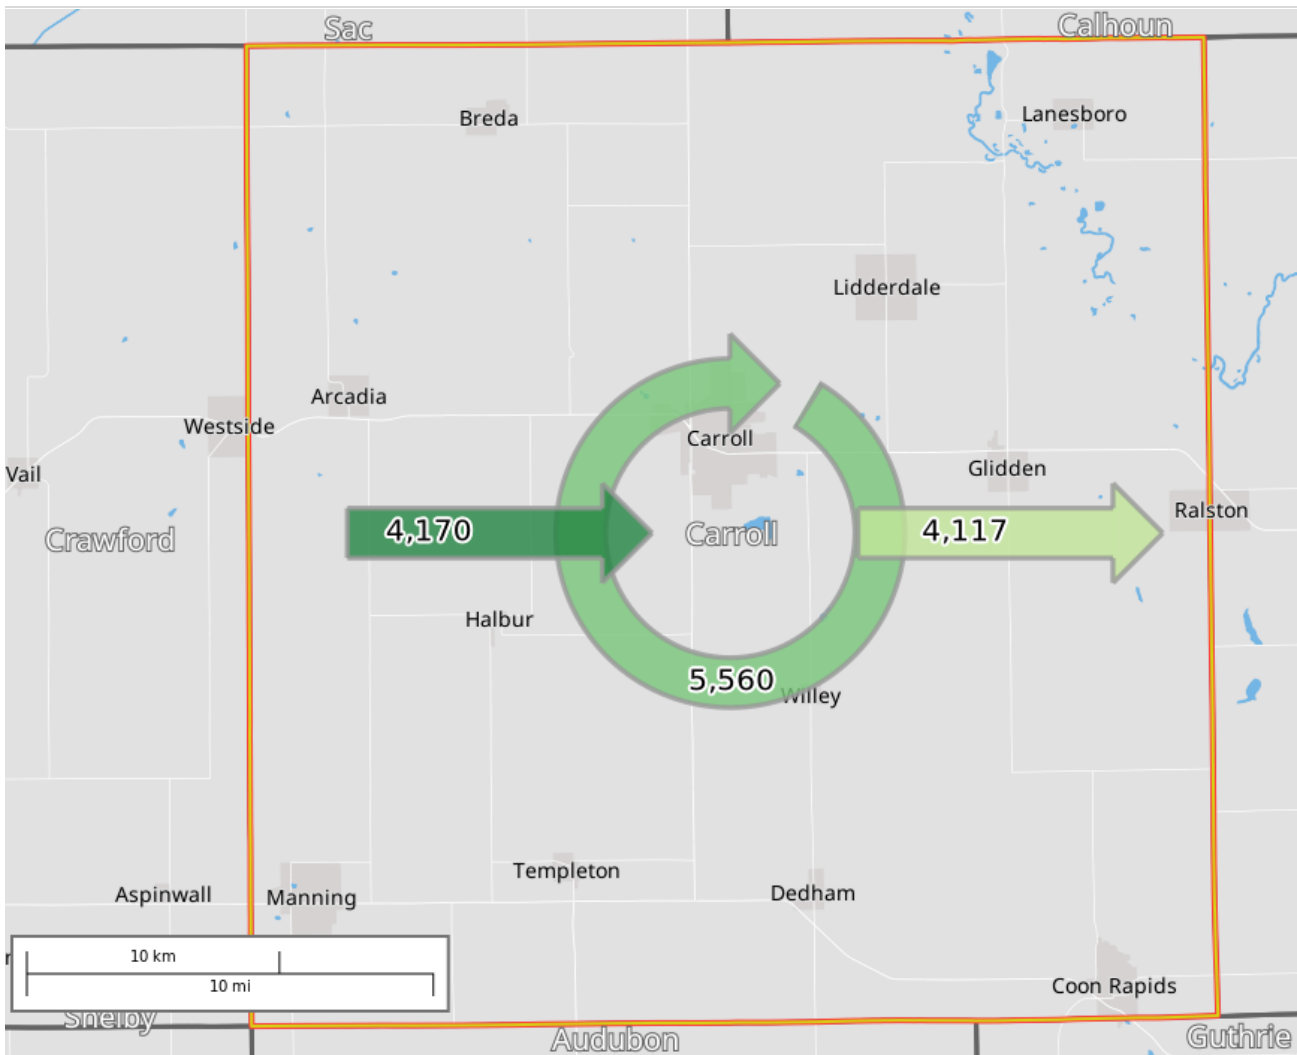 Sac
Calhoun
Breda
Lanesboro
Lidderdale
Arcadia
Westside
Carroll
Vail
Glidden
Ralston
Crawford
4,170
Carroll
4,117
Halbur
5,560
Willey
Templeton
Aspinwall
Manning
Dedham
10 km
10 mi
Coon Rapids
Shelby
Audubon
Guthrie